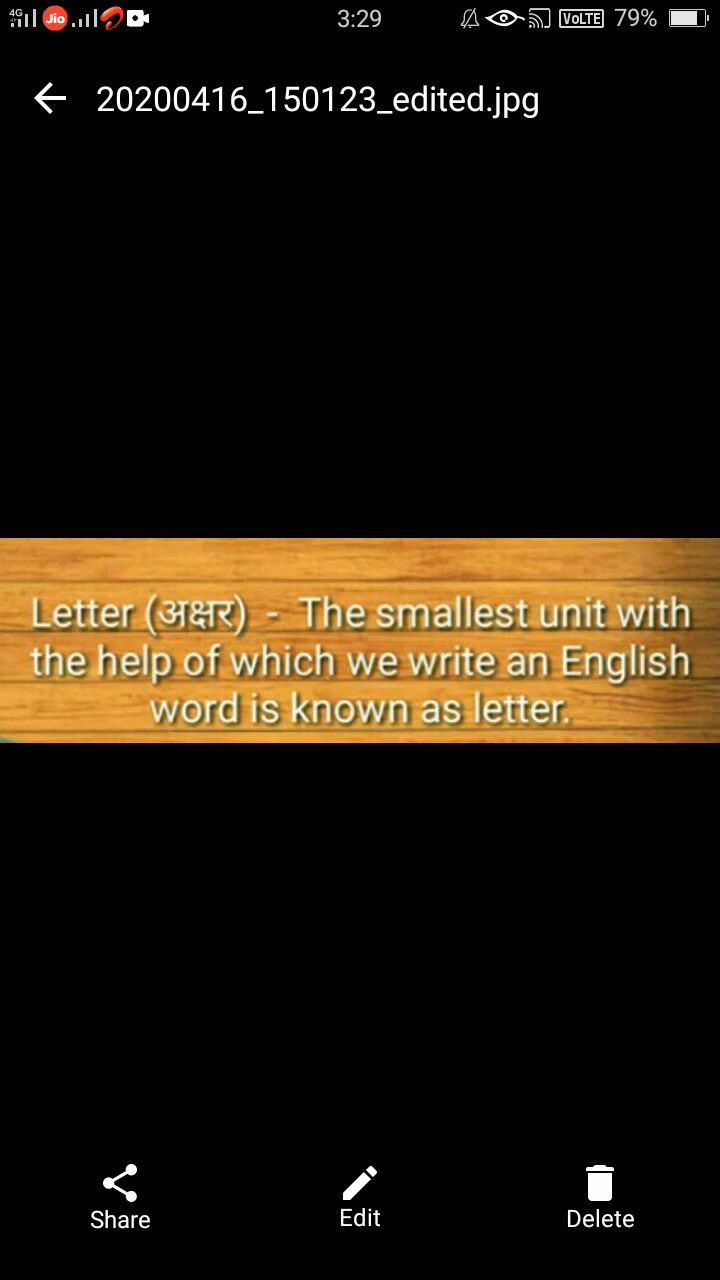 4G Jio 3:29 VoLTE 79%
20200416_150123_edited.jpg
Letter (अक्षर) - The smallest unit with
the help of which we write an English
word is known as letter.
Share Edit Delete